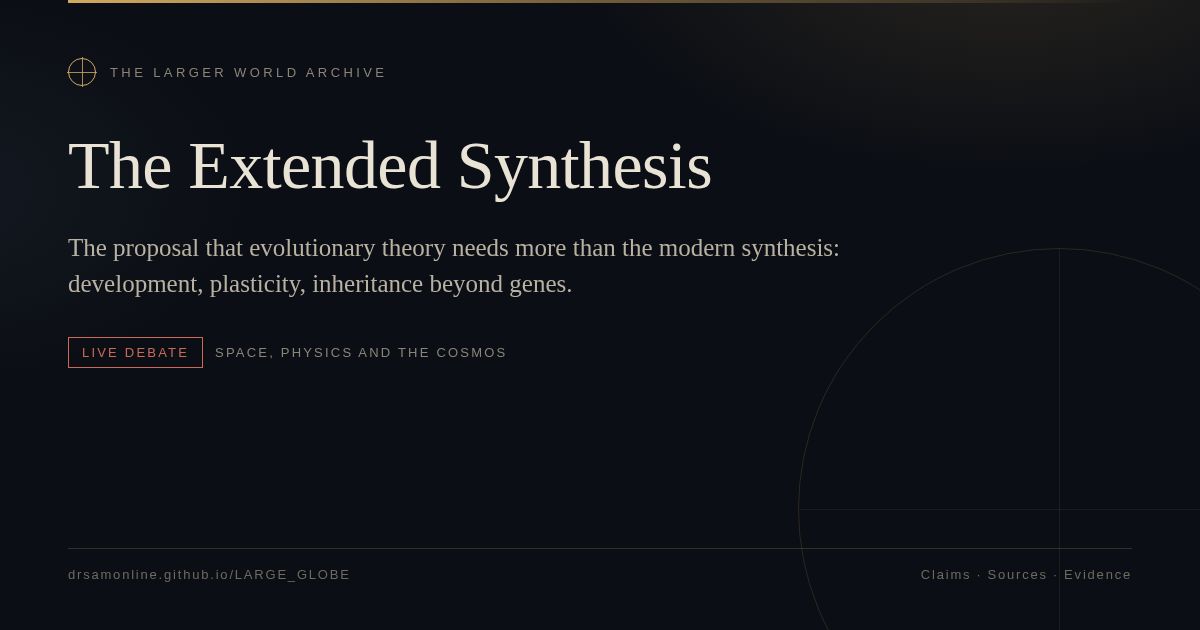 THE LARGER WORLD ARCHIVE
The Extended Synthesis
The proposal that evolutionary theory needs more than the modern synthesis:
development, plasticity, inheritance beyond genes.
LIVE DEBATE
SPACE, PHYSICS AND THE COSMOS
drsamonline.github.io/LARGE_GLOBE
Claims · Sources · Evidence